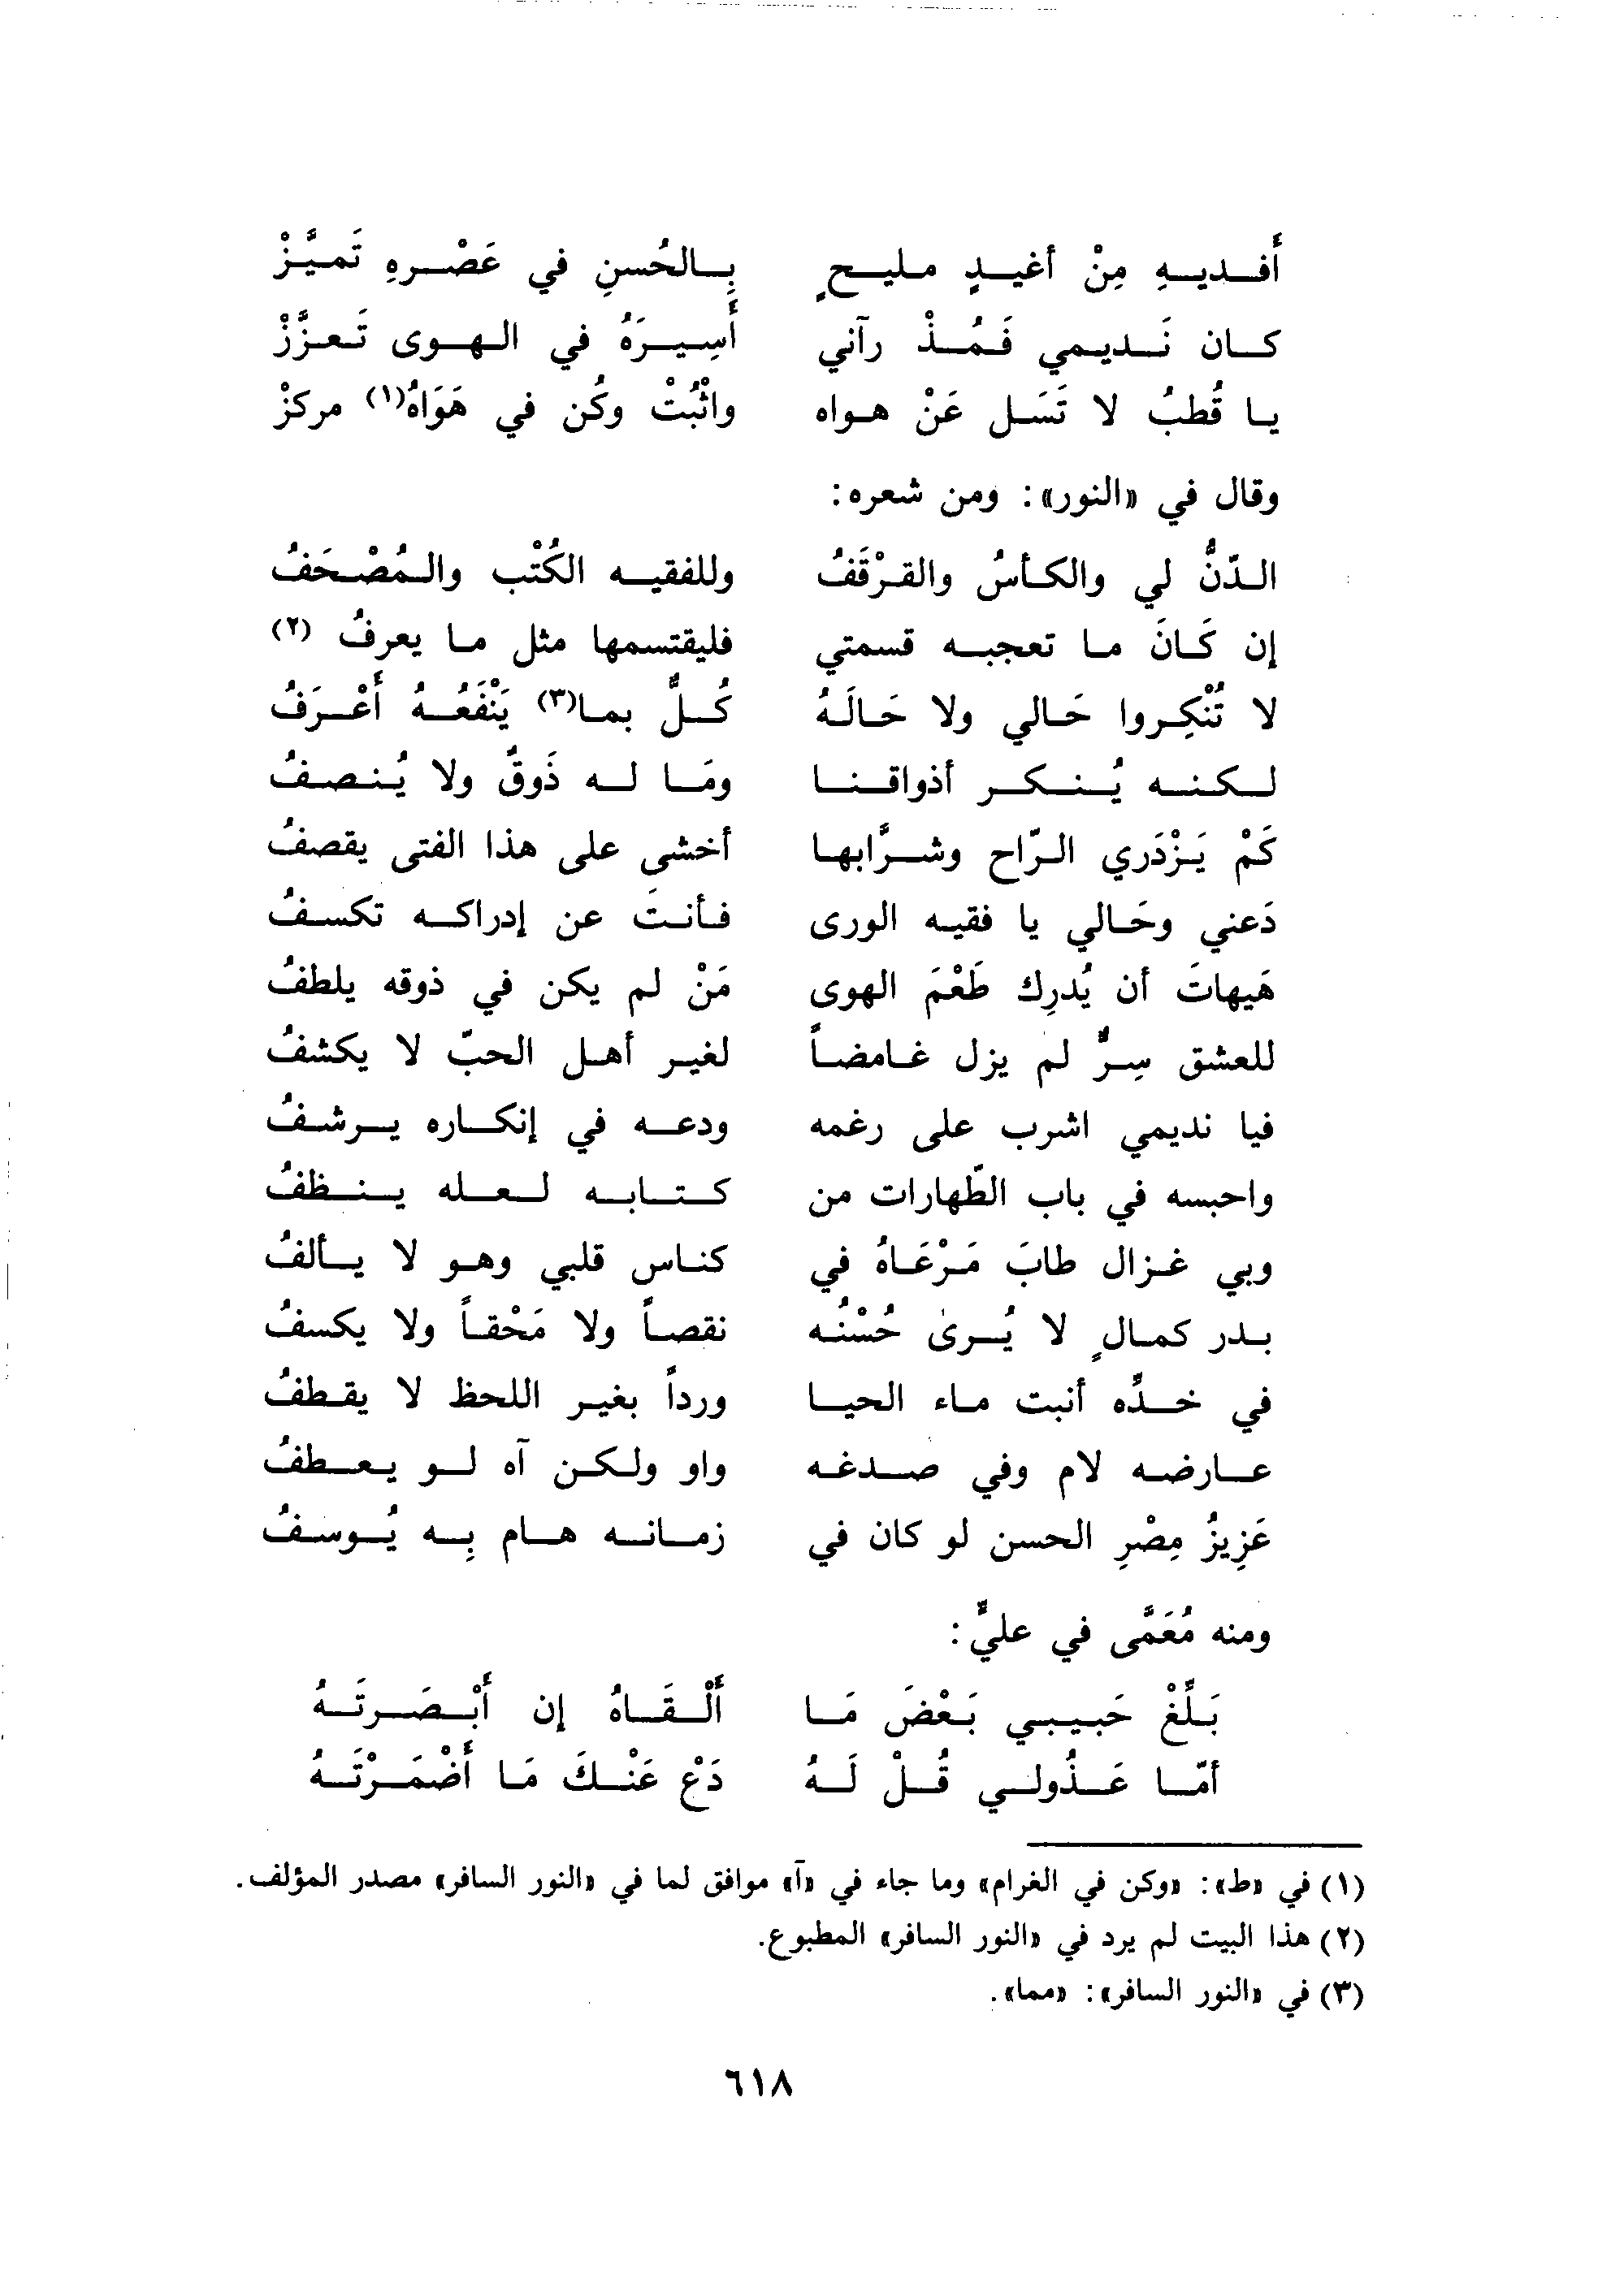 أَفديهِ مِنْ أغيدٍ مليحٍ بِالحُسنِ في عَصْرِهِ تَميَّزْ
كان نَديمي فَمُذْ رآني أَسِيرَهُ في الهوى تَعزَّزْ
يا قُطبُ لا تَسَل عَنْ هواه واثْبُتْ وكُن في هَوَاهُ(١) مركزْ
وقال في «النور»: ومن شعره:
الدّنُّ لي والكأسُ والقرْقَفُ وللفقيه الكُتْب والمُصْحَفُ
إن كَانَ ما تعجبه قسمتي فليقتسمها مثل ما يعرفُ (٢)
لا تُنْكِروا حَالي ولا حَالَهُ كُلٌّ بما(٣) يَنْفَعُهُ أَعْرَفُ
لكنه يُنكر أذواقنا ومَا له ذَوقٌ ولا يُنصفُ
كَمْ يَزْدَري الرّاح وشرَّابها أخشى على هذا الفتى يقصفُ
دَعني وحَالي يا فقيه الورى فأنتَ عن إدراكه تكسفُ
هَيهاتَ أن يُدرِك طَعْمَ الهوى مَنْ لم يكن في ذوقه يلطفُ
للعشق سِرٌّ لم يزل غامضاً لغير أهل الحبّ لا يكشفُ
فيا نديمي اشرب على رغمه ودعه في إنكاره يرشفُ
واحبسه في باب الطّهارات من كتابه لعله ينظفُ
وبي غزال طابَ مَرْعَاهُ في كناس قلبي وهو لا يألفُ
بدر كمالٍ لا يُرىٰ حُسْنُه نقصاً ولا مَحْقاً ولا يكسفُ
في خدِّه أنبت ماء الحيا ورداً بغير اللحظ لا يقطفُ
عارضه لام وفي صدغه واو ولكن آه لو يعطفُ
عَزِيزُ مِصْرِ الحسن لو كان في زمانه هام بِه يُوسفُ
ومنه مُعَمَّى في عليٍّ:
بَلِّغْ حَبيبي بَعْضَ مَا أَلْقَاهُ إن أَبْصَرتَهُ
أمّا عَذُولي قُلْ لَهُ دَعْ عَنْكَ مَا أَضْمَرْتَهُ
(١) في «ط»: «وكن في الغرام» وما جاء في «آ» موافق لما في «النور السافر» مصدر المؤلف.
(٢) هذا البيت لم يرد في «النور السافر» المطبوع.
(٣) في «النور السافر»: «مما».
٦١٨